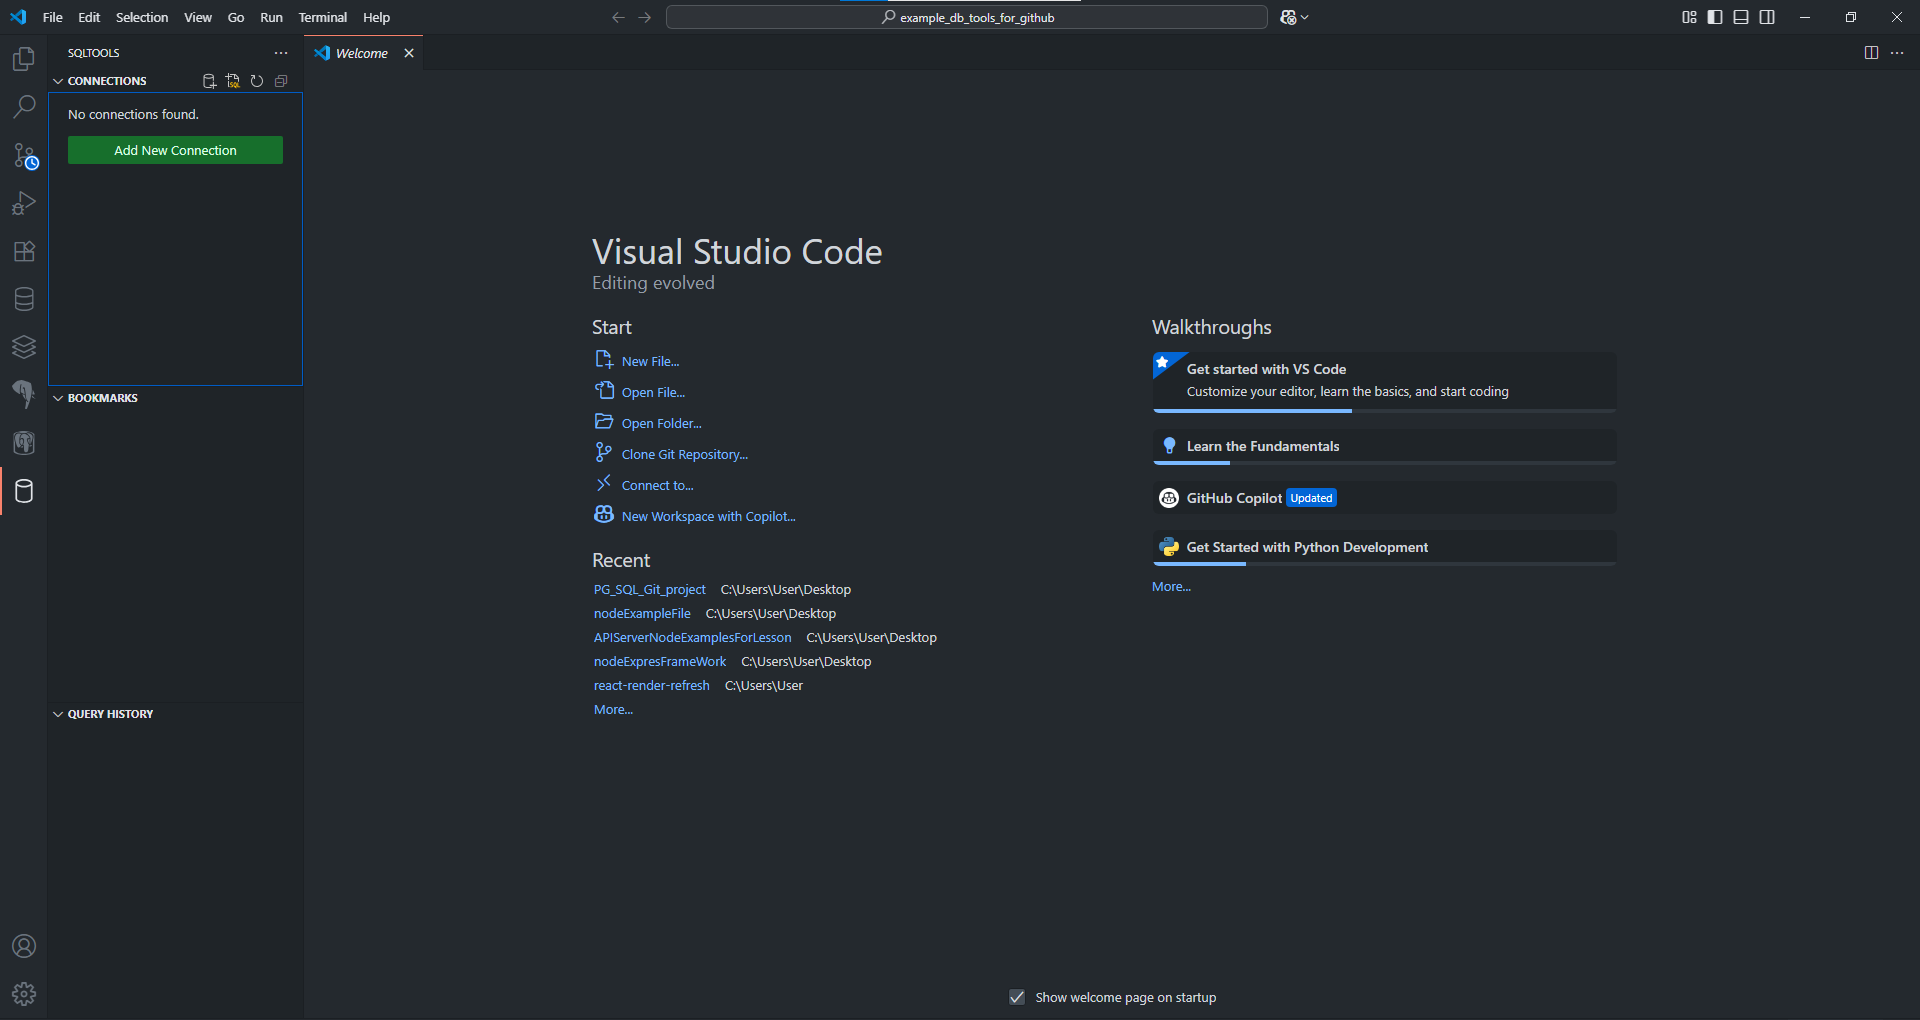 File Edit Selection View Go Run Terminal Help
example_db_tools_for_github
SQLTOOLS
CONNECTIONS
SQL
No connections found.
Add New Connection
BOOKMARKS
QUERY HISTORY
Welcome
Visual Studio Code
Editing evolved
Start
New File...
Open File...
Open Folder...
Clone Git Repository...
Connect to...
New Workspace with Copilot...
Recent
PG_SQL_Git_project C:\Users\User\Desktop
nodeExampleFile C:\Users\User\Desktop
APIServerNodeExamplesForLesson C:\Users\User\Desktop
nodeExpresFrameWork C:\Users\User\Desktop
react-render-refresh C:\Users\User
More...
Walkthroughs
Get started with VS Code
Customize your editor, learn the basics, and start coding
Learn the Fundamentals
GitHub Copilot Updated
Get Started with Python Development
More...
Show welcome page on startup